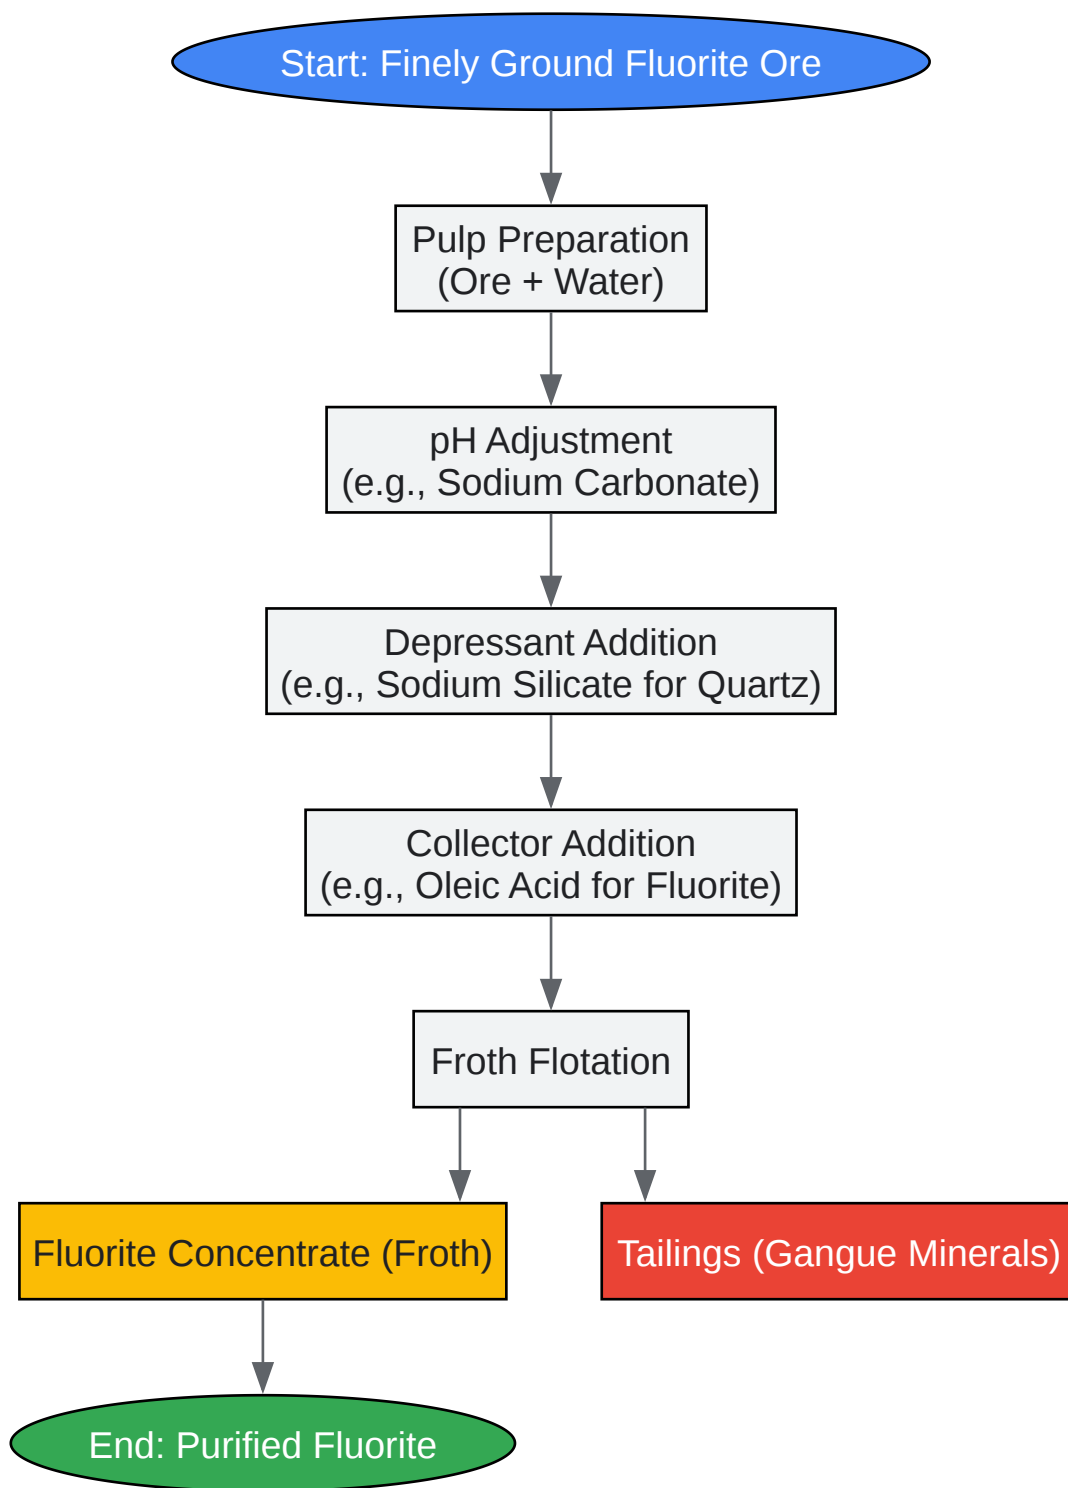 Start: Finely Ground Fluorite Ore
Pulp Preparation
(Ore + Water)
pH Adjustment
(e.g., Sodium Carbonate)
Depressant Addition
(e.g., Sodium Silicate for Quartz)
Collector Addition
(e.g., Oleic Acid for Fluorite)
Froth Flotation
Fluorite Concentrate (Froth)
Tailings (Gangue Minerals)
End: Purified Fluorite